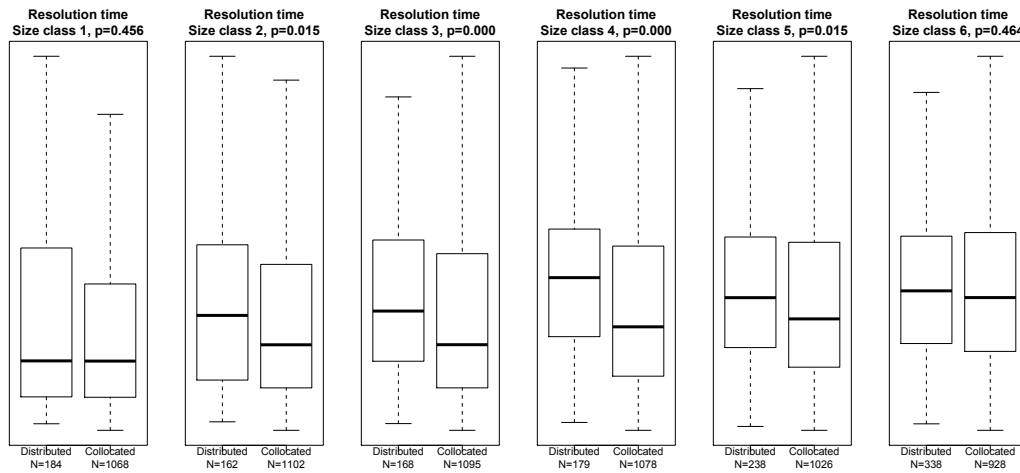 Resolution time
Size class 1, p=0.456
Distributed Collocated
N=184 N=1068
Resolution time
Size class 2, p=0.015
Distributed Collocated
N=162 N=1102
Resolution time
Size class 3, p=0.000
Distributed Collocated
N=168 N=1095
Resolution time
Size class 4, p=0.000
Distributed Collocated
N=179 N=1078
Resolution time
Size class 5, p=0.015
Distributed Collocated
N=238 N=1026
Resolution time
Size class 6, p=0.464
Distributed Collocated
N=338 N=928